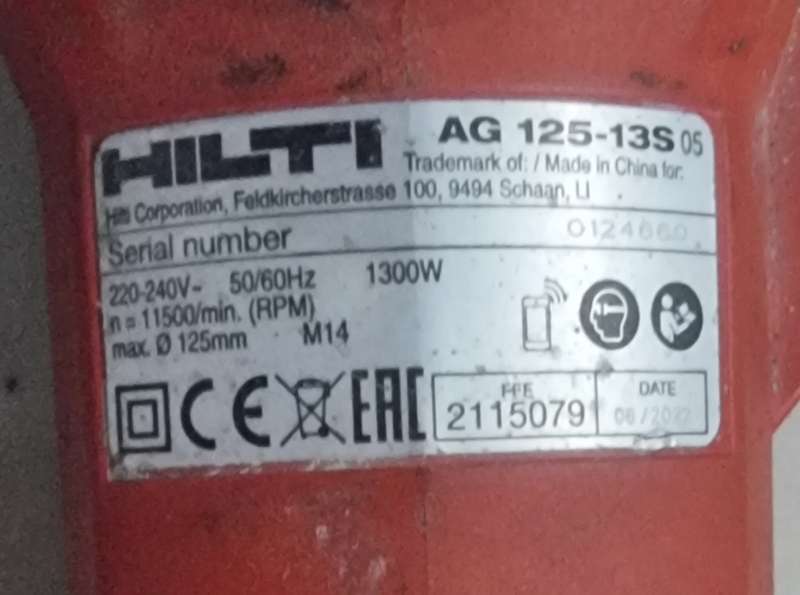 HILTI
AG 125-13S 05
Trademark of: / Made in China for:
Hilti Corporation, Feldkircherstrasse 100, 9494 Schaan, LI
Serial number
220-240V~ 50/60Hz 1300W
n = 11500/min. (RPM)
max. Ø 125mm M14
CE EAC
DATE
2115079